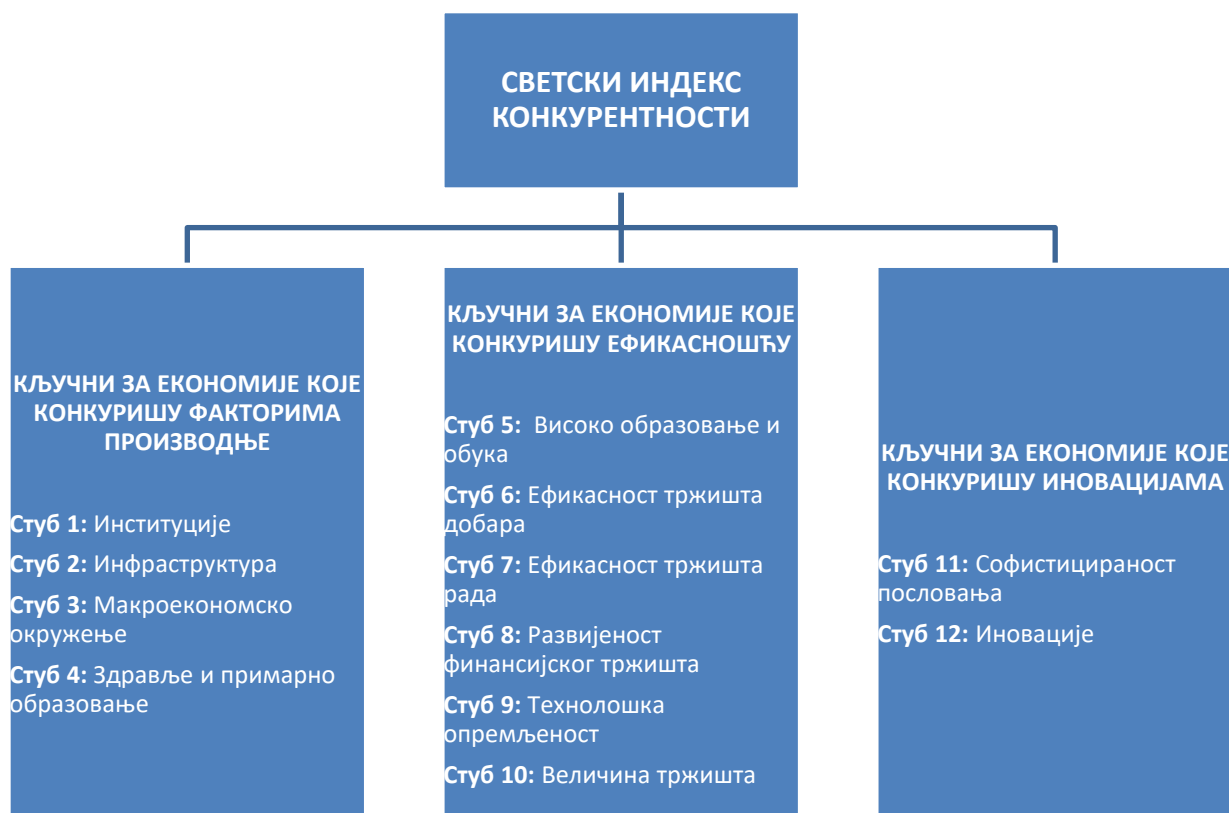 СВЕТСКИ ИНДЕКС
КОНКУРЕНТНОСТИ
КЉУЧНИ ЗА ЕКОНОМИЈЕ КОЈЕ
КОНКУРИШУ ФАКТОРИМА
ПРОИЗВОДЊЕ
Стуб 1: Институције
Стуб 2: Инфраструктура
Стуб 3: Макроекономско
окружење
Стуб 4: Здравље и примарно
образовање
КЉУЧНИ ЗА ЕКОНОМИЈЕ КОЈЕ
КОНКУРИШУ ЕФИКАСНОШЋУ
Стуб 5: Високо образовање и
обука
Стуб 6: Ефикасност тржишта
добара
Стуб 7: Ефикасност тржишта
рада
Стуб 8: Развијеност
финансијског тржишта
Стуб 9: Технолошка
опремљеност
Стуб 10: Величина тржишта
КЉУЧНИ ЗА ЕКОНОМИЈЕ КОЈЕ
КОНКУРИШУ ИНОВАЦИЈАМА
Стуб 11: Софистицираност
пословања
Стуб 12: Иновације